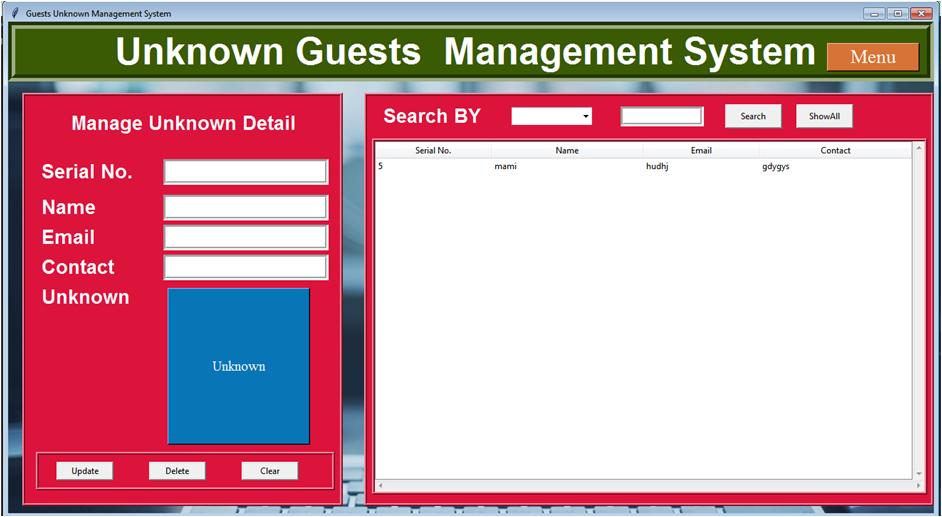 Guests Unknown Management System
Unknown Guests Management System
Menu
Manage Unknown Detail
Serial No.
Name
Email
Contact
Unknown
Unknown
Update Delete Clear
Search BY Search ShowAll
Serial No. Name Email Contact
5 mami hudhj gdygys